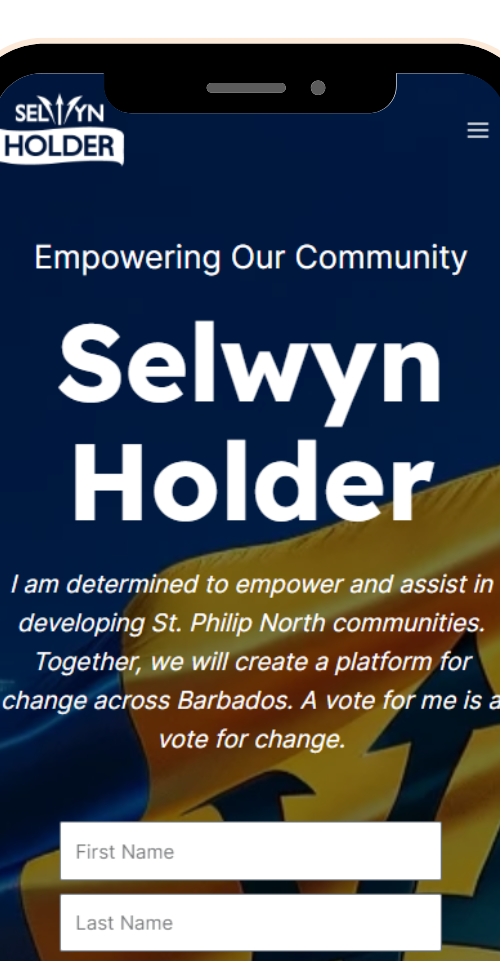 SELWYN
HOLDER
Empowering Our Community
Selwyn
Holder
I am determined to empower and assist in
developing St. Philip North communities.
Together, we will create a platform for
change across Barbados. A vote for me is a
vote for change.
First Name
Last Name